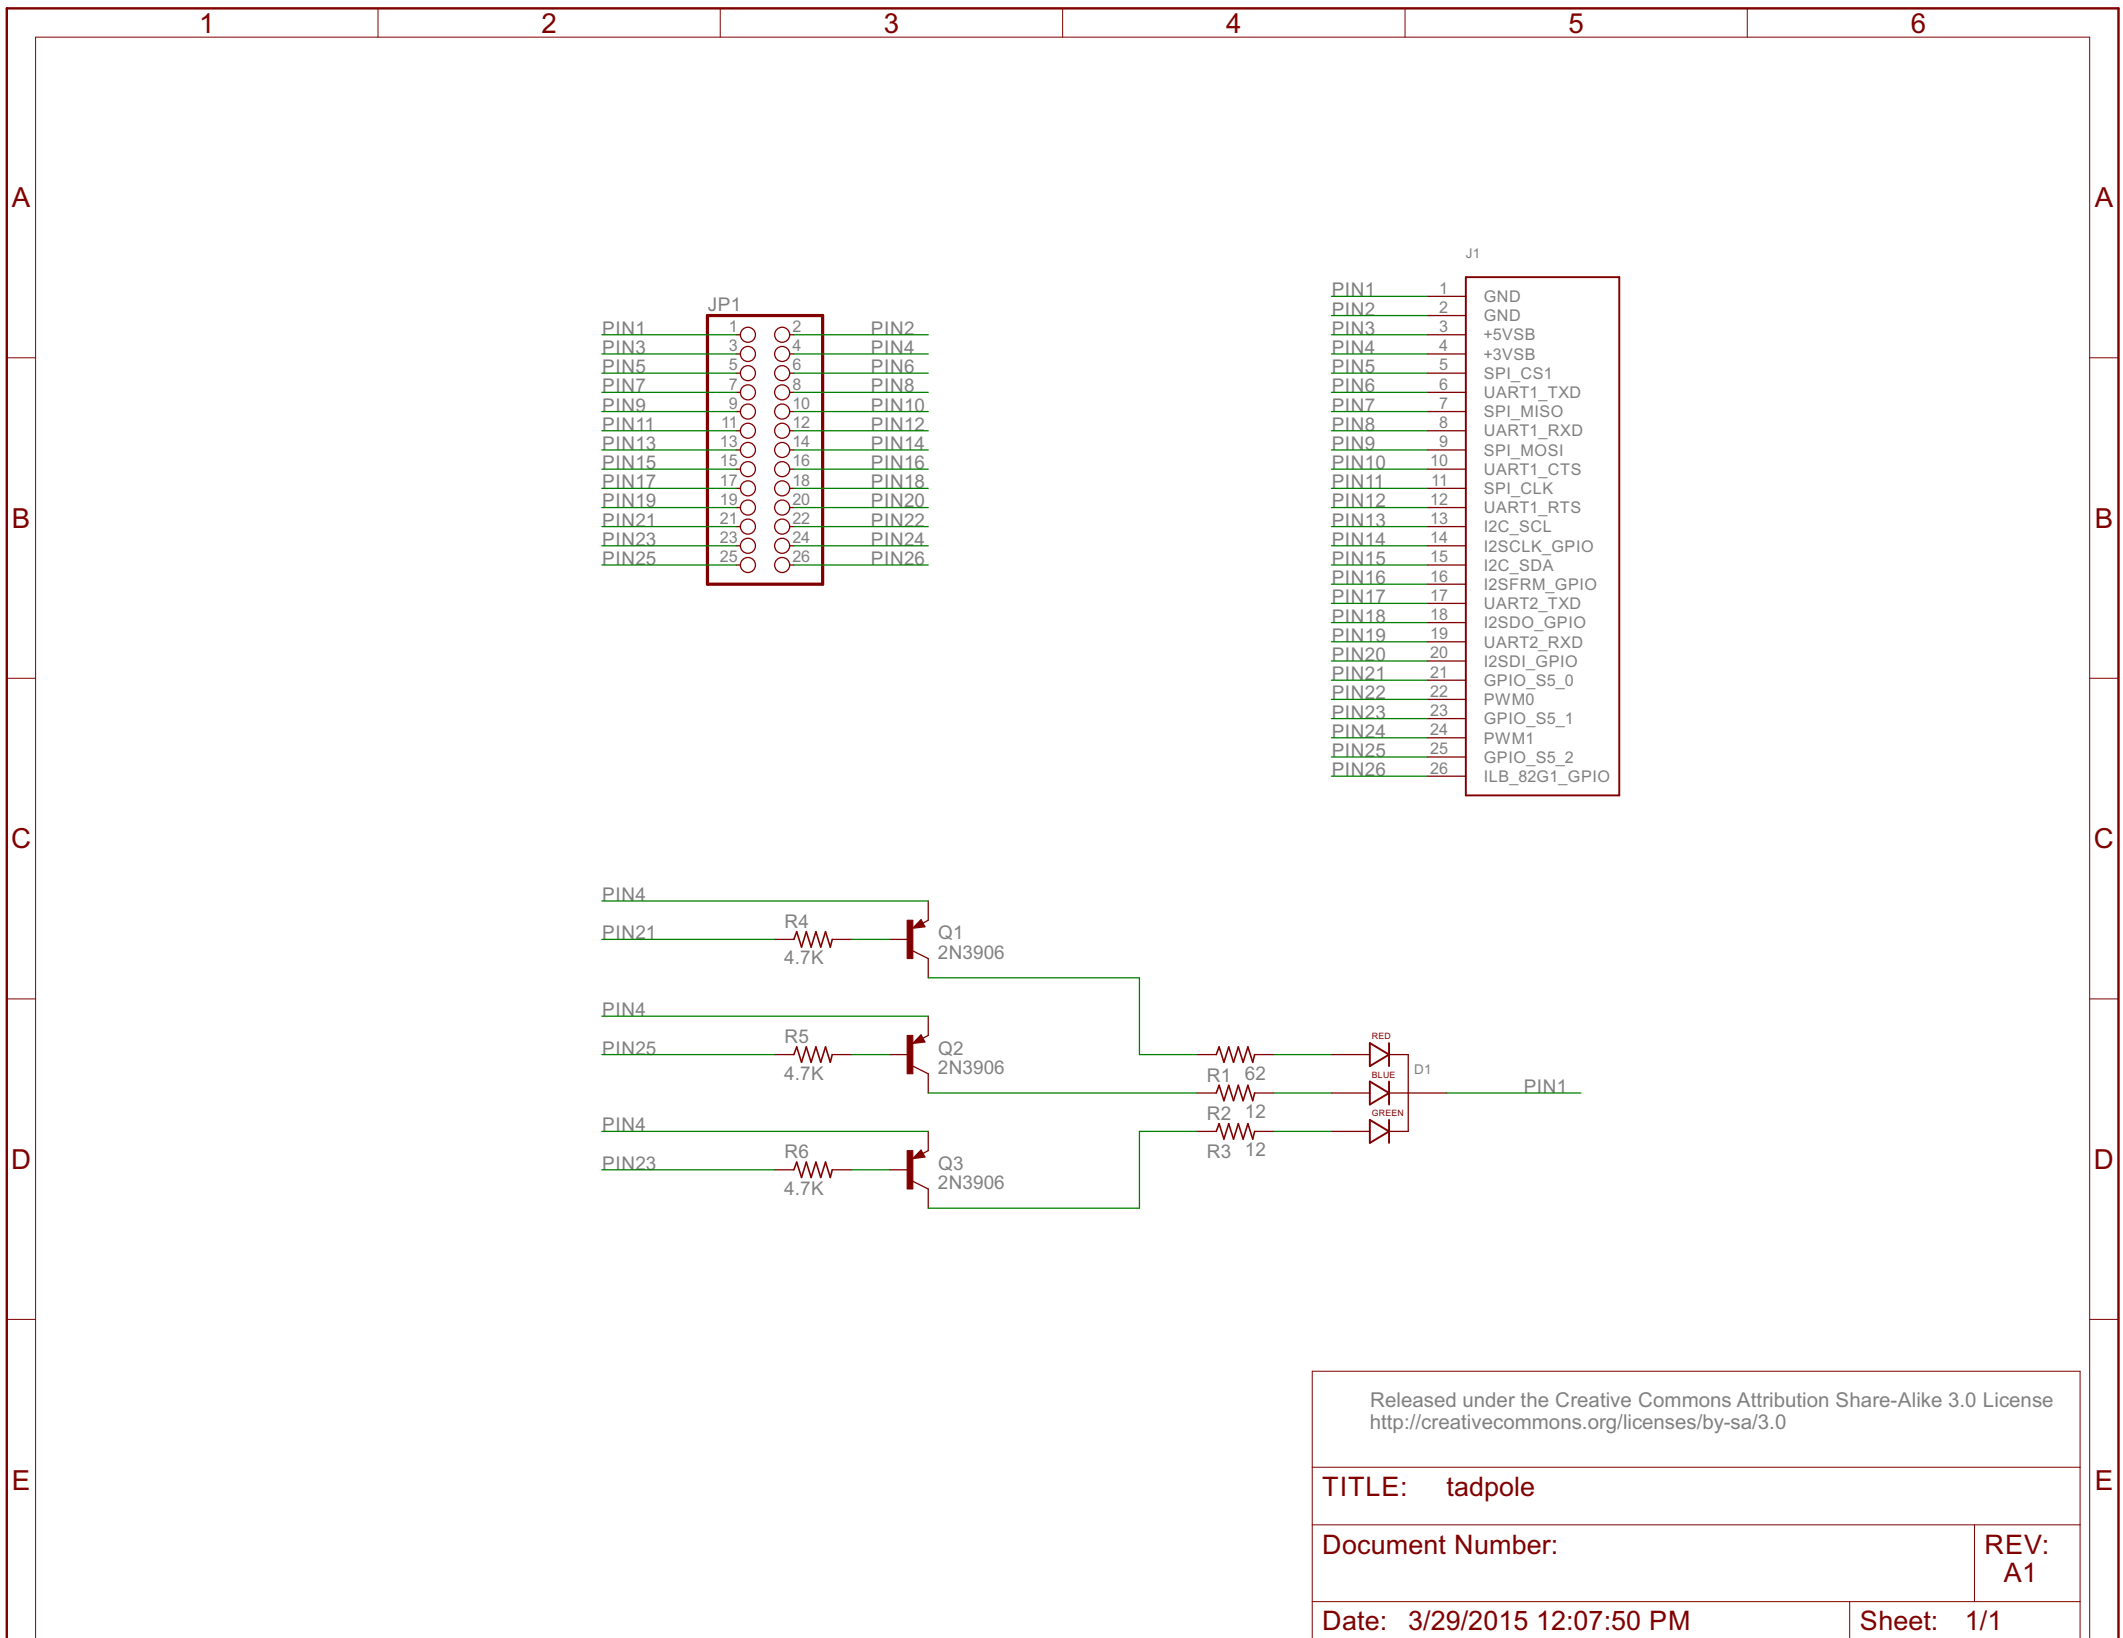 1 2 3 4 5 6
A A
B B
C C
D D
E E
JP1
PIN1 1 2 PIN2
PIN3 3 4 PIN4
PIN5 5 6 PIN6
PIN7 7 8 PIN8
PIN9 9 10 PIN10
PIN11 11 12 PIN12
PIN13 13 14 PIN14
PIN15 15 16 PIN16
PIN17 17 18 PIN18
PIN19 19 20 PIN20
PIN21 21 22 PIN22
PIN23 23 24 PIN24
PIN25 25 26 PIN26
J1
PIN1 1 GND
PIN2 2 GND
PIN3 3 +5VSB
PIN4 4 +3VSB
PIN5 5 SPI_CS1
PIN6 6 UART1_TXD
PIN7 7 SPI_MISO
PIN8 8 UART1_RXD
PIN9 9 SPI_MOSI
PIN10 10 UART1_CTS
PIN11 11 SPI_CLK
PIN12 12 UART1_RTS
PIN13 13 I2C_SCL
PIN14 14 I2SCLK_GPIO
PIN15 15 I2C_SDA
PIN16 16 I2SFRM_GPIO
PIN17 17 UART2_TXD
PIN18 18 I2SDO_GPIO
PIN19 19 UART2_RXD
PIN20 20 I2SDI_GPIO
PIN21 21 GPIO_S5_0
PIN22 22 PWM0
PIN23 23 GPIO_S5_1
PIN24 24 PWM1
PIN25 25 GPIO_S5_2
PIN26 26 ILB_82G1_GPIO
PIN4
R4
PIN21 Q1
4.7K 2N3906
PIN4
R5
PIN25 Q2
4.7K 2N3906
PIN4
R6
PIN23 Q3
4.7K 2N3906
RED
R1 62 BLUE D1
PIN1
R2 12 GREEN
R3 12
Released under the Creative Commons Attribution Share-Alike 3.0 License
http://creativecommons.org/licenses/by-sa/3.0
TITLE: tadpole
Document Number: REV:
A1
Date: 3/29/2015 12:07:50 PM Sheet: 1/1